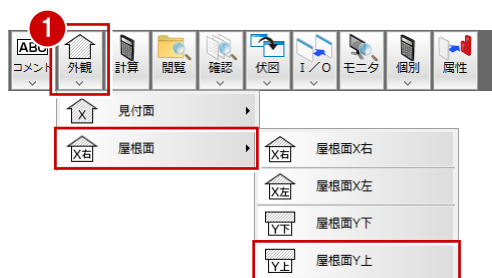 1
ABC
コメント 外観 計算 閲覧 確認 伏図 I／O モニタ 個別 属性
X 見付面
X右 屋根面
X右 屋根面X右
X左 屋根面X左
Y下 屋根面Y下
Y上 屋根面Y上